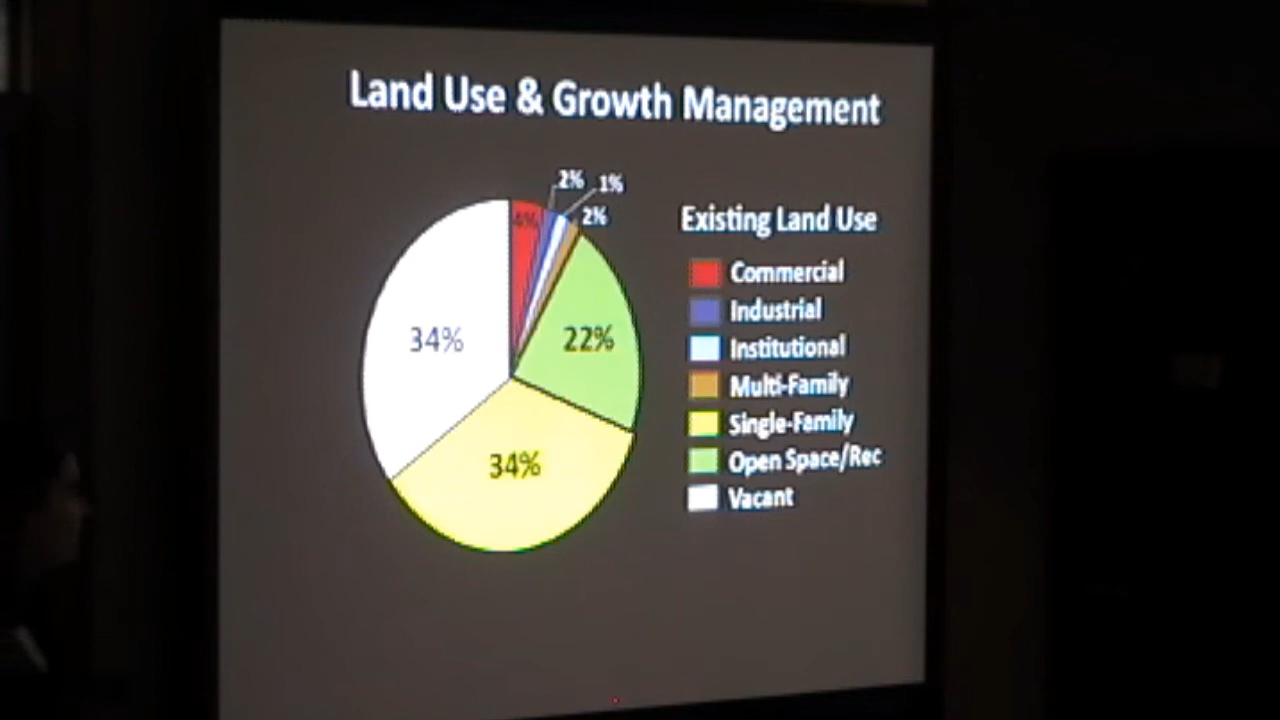 Land Use & Growth Management
2% 1%
4% 2%
34% 22%
34%
Existing Land Use
Commercial
Industrial
Institutional
Multi-Family
Single-Family
Open Space/Rec
Vacant